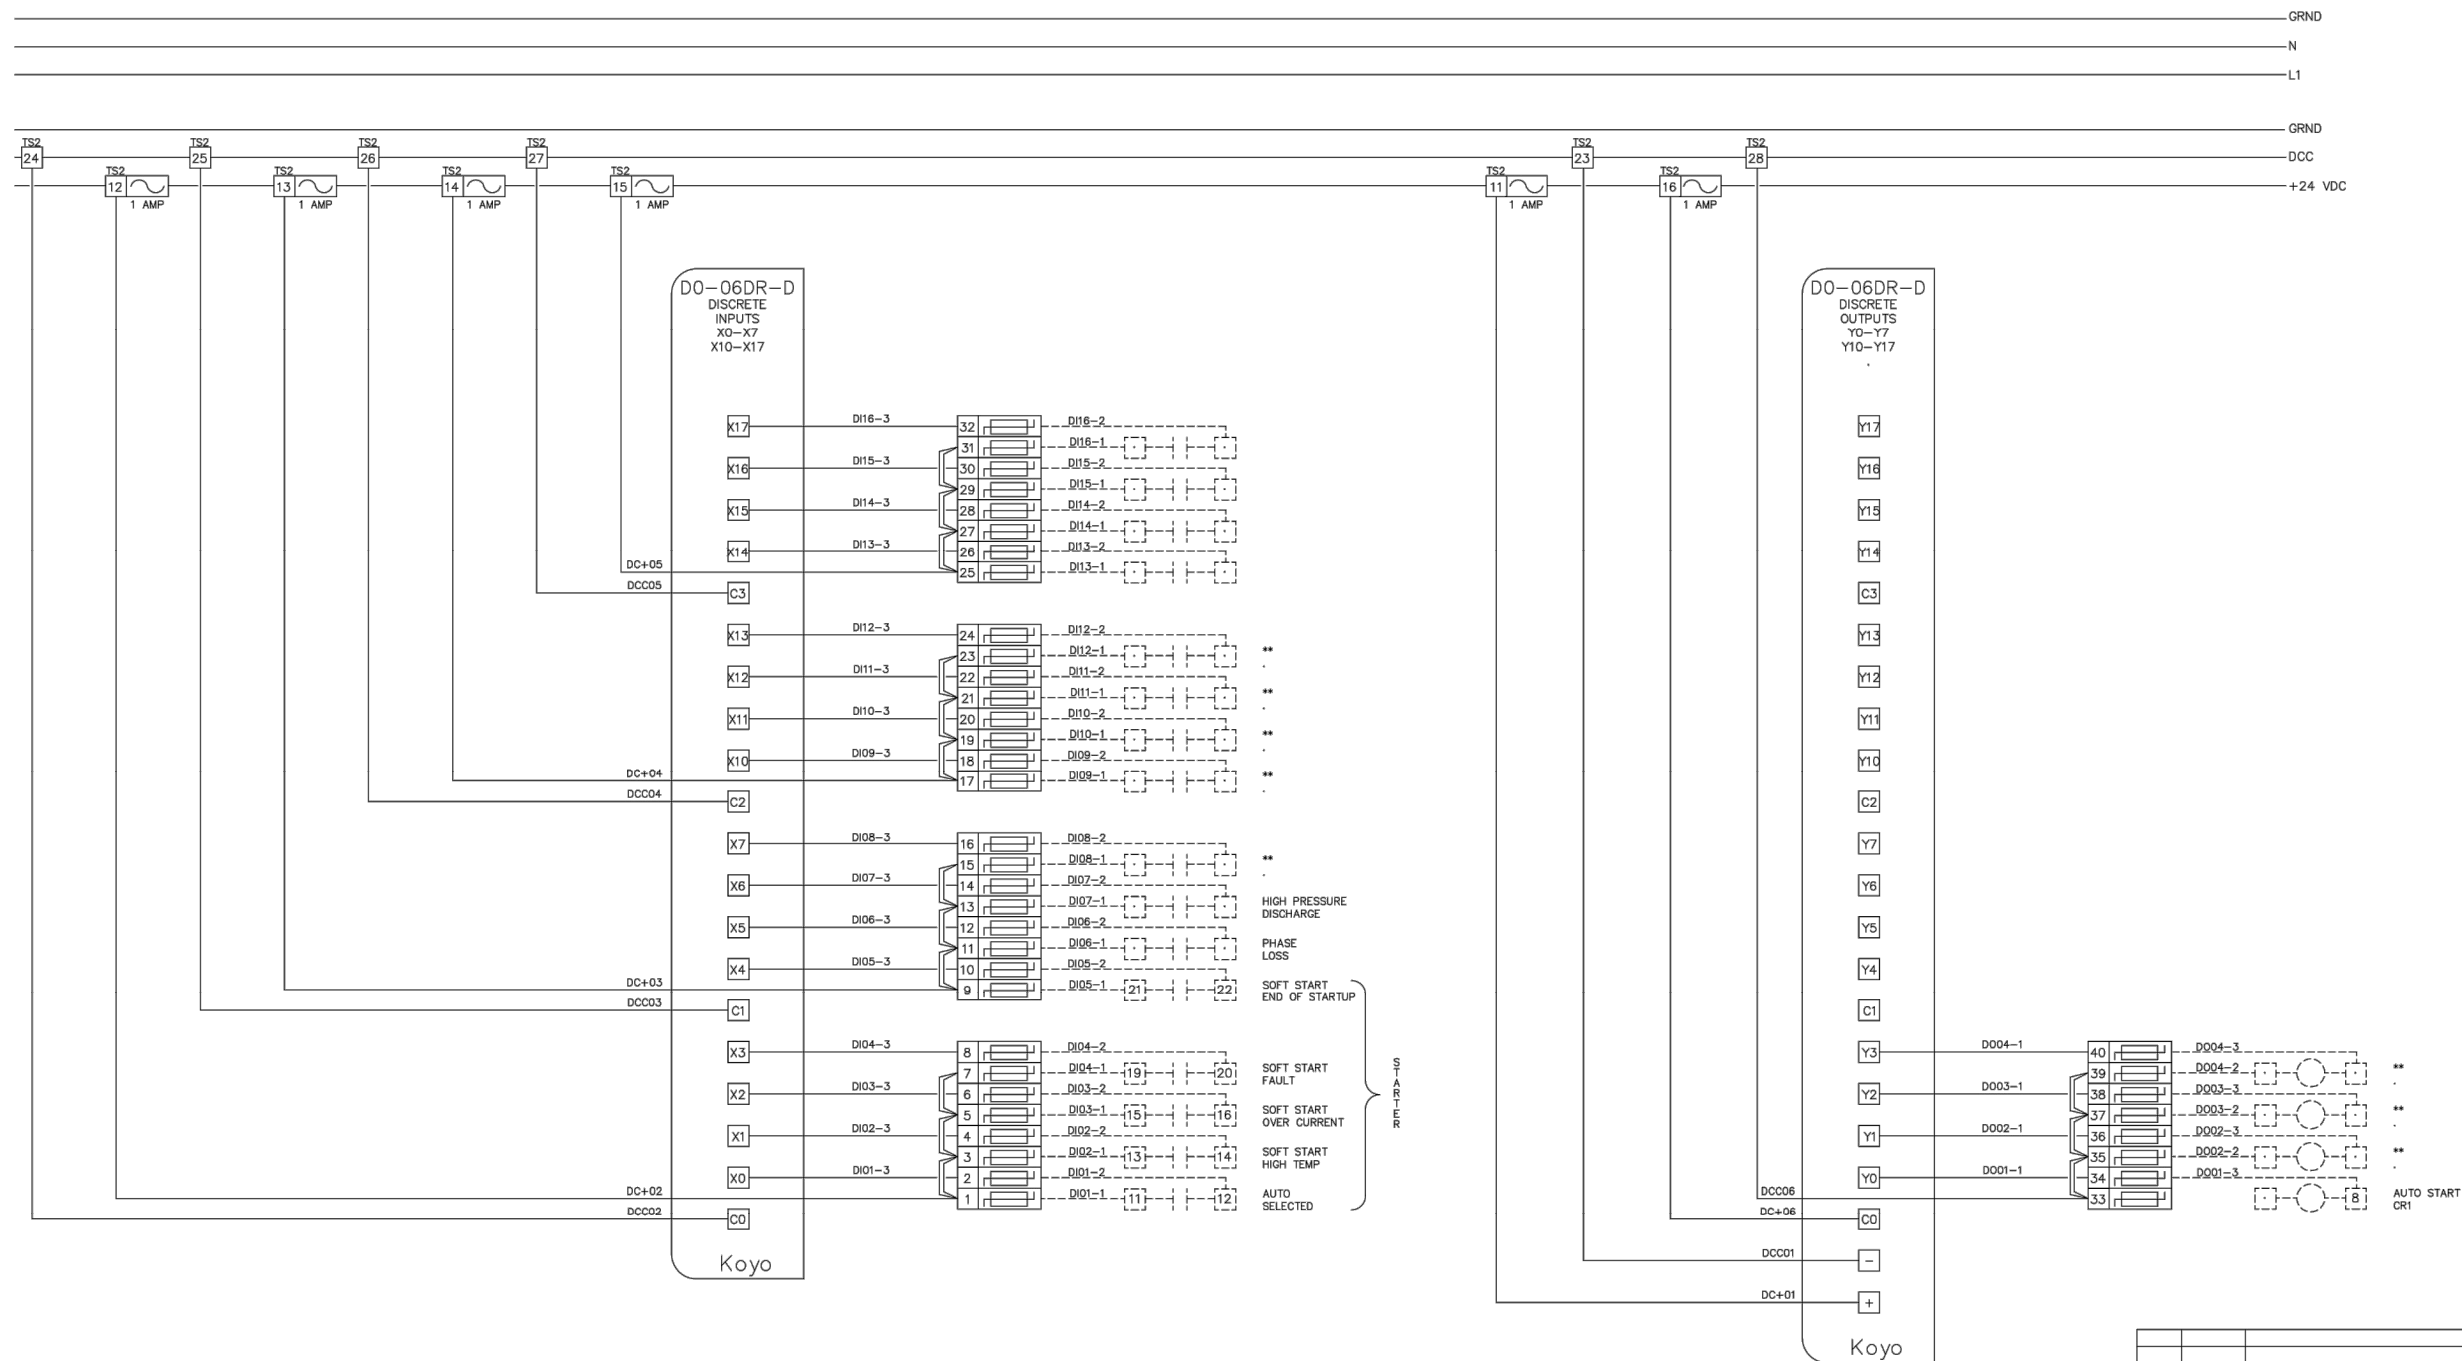 GRND
N
L1
GRND
TS2 TS2 TS2 TS2 TS2 TS2
24 25 26 27 23 28 DCC
TS2 TS2 TS2 TS2 TS2 TS2
12 13 14 15 11 16 +24 VDC
1 AMP 1 AMP 1 AMP 1 AMP 1 AMP 1 AMP
D0-06DR-D
DISCRETE
INPUTS
X0-X7
X10-X17
X17 DI16-3 32 DI16-2
31 DI16-1
X16 DI15-3 30 DI15-2
29 DI15-1
X15 DI14-3 28 DI14-2
27 DI14-1
X14 DI13-3 26 DI13-2
DC+05 25 DI13-1
DCC05 C3
X13 DI12-3 24 DI12-2
23 DI12-1 **
X12 DI11-3 22 DI11-2
21 DI11-1 **
X11 DI10-3 20 DI10-2
19 DI10-1 **
X10 DI09-3 18 DI09-2
DC+04 17 DI09-1 **
DCC04 C2
X7 DI08-3 16 DI08-2
15 DI08-1 **
X6 DI07-3 14 DI07-2
13 DI07-1 HIGH PRESSURE
DISCHARGE
X5 DI06-3 12 DI06-2
11 DI06-1 PHASE
LOSS
X4 DI05-3 10 DI05-2
DC+03 9 DI05-1 21 22 SOFT START
END OF STARTUP
DCC03 C1
X3 DI04-3 8 DI04-2
7 DI04-1 19 20 SOFT START
FAULT
X2 DI03-3 6 DI03-2
5 DI03-1 15 16 SOFT START
OVER CURRENT
X1 DI02-3 4 DI02-2
3 DI02-1 13 14 SOFT START
HIGH TEMP
X0 DI01-3 2 DI01-2
DC+02 1 DI01-1 11 12 AUTO
SELECTED
DCC02 C0
STARTER
Koyo
D0-06DR-D
DISCRETE
OUTPUTS
Y0-Y7
Y10-Y17
Y17
Y16
Y15
Y14
C3
Y13
Y12
Y11
Y10
C2
Y7
Y6
Y5
Y4
C1
Y3 DO04-1 40 DO04-3
39 DO04-2 **
Y2 DO03-1 38 DO03-3
37 DO03-2 **
Y1 DO02-1 36 DO02-3
35 DO02-2 **
Y0 DO01-1 34 DO01-3
DCC06 33 8 AUTO START
CR1
DC+06 C0
DCC01 -
DC+01 +
Koyo